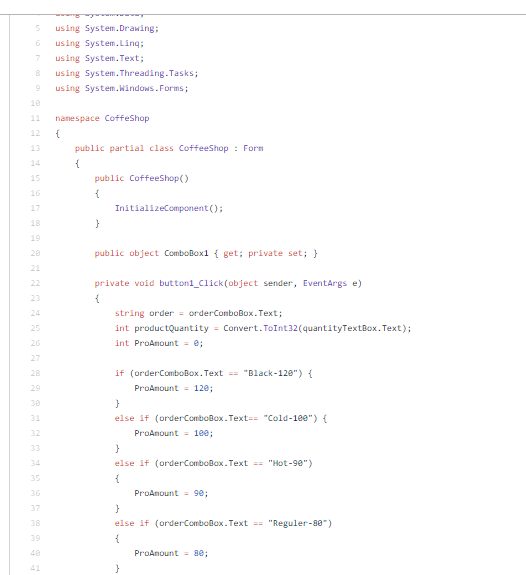 5 using System.Drawing;
6 using System.Linq;
7 using System.Text;
8 using System.Threading.Tasks;
9 using System.Windows.Forms;
10
11 namespace CoffeShop
12 {
13 public partial class CoffeeShop : Form
14 {
15 public CoffeeShop()
16 {
17 InitializeComponent();
18 }
19
20 public object ComboBox1 { get; private set; }
21
22 private void button1_Click(object sender, EventArgs e)
23 {
24 string order = orderComboBox.Text;
25 int productQuantity = Convert.ToInt32(quantityTextBox.Text);
26 int ProAmount = 0;
27
28 if (orderComboBox.Text == "Black-120") {
29 ProAmount = 120;
30 }
31 else if (orderComboBox.Text== "Cold-100") {
32 ProAmount = 100;
33 }
34 else if (orderComboBox.Text == "Hot-90")
35 {
36 ProAmount = 90;
37 }
38 else if (orderComboBox.Text == "Reguler-80")
39 {
40 ProAmount = 80;
41 }